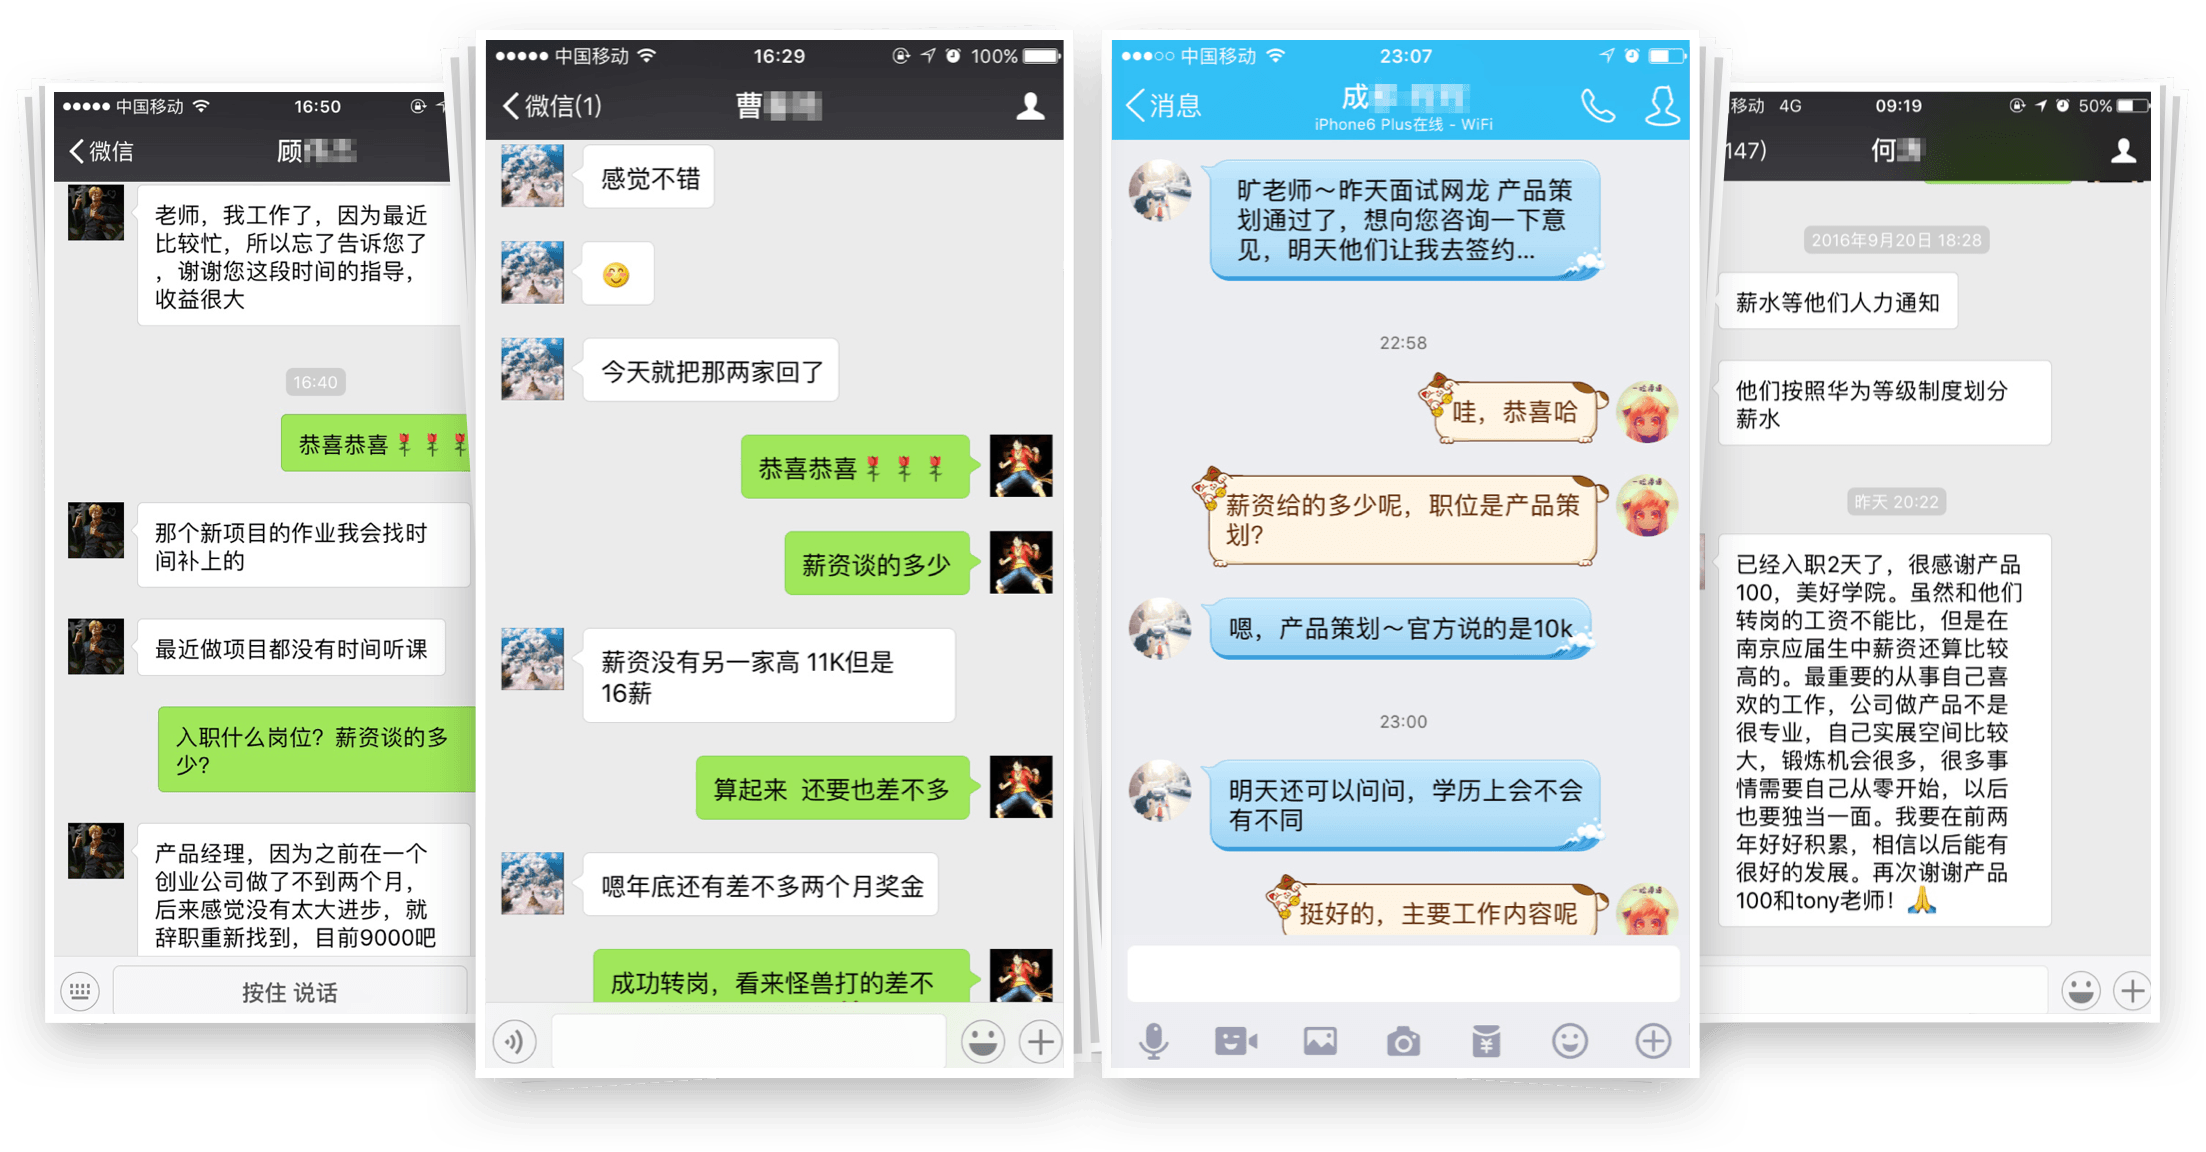 中国移动
16:50
微信
顾
老师，我工作了，因为最近
比较忙，所以忘了告诉您了
，谢谢您这段时间的指导，
收益很大
16:40
恭喜恭喜
那个新项目的作业我会找时
间补上的
最近做项目都没有时间听课
入职什么岗位？薪资谈的多
少？
产品经理，因为之前在一个
创业公司做了不到两个月，
后来感觉没有太大进步，就
辞职重新找到，目前9000吧
按住 说话
中国移动
16:29
100%
微信(1)
曹
感觉不错
今天就把那两家回了
恭喜恭喜
薪资谈的多少
薪资没有另一家高 11K但是
16薪
算起来 还要也差不多
嗯年底还有差不多两个月奖金
成功转岗，看来怪兽打的差不
中国移动
23:07
消息
成
iPhone6 Plus在线 - WiFi
旷老师～昨天面试网龙 产品策
划通过了，想向您咨询一下意
见，明天他们让我去签约...
22:58
哇，恭喜哈
薪资给的多少呢，职位是产品策
划？
嗯，产品策划～官方说的是10k
23:00
明天还可以问问，学历上会不会
有不同
挺好的，主要工作内容呢
移动 4G
09:19
50%
147)
何
2016年9月20日 18:28
薪水等他们人力通知
他们按照华为等级制度划分
薪水
昨天 20:22
已经入职2天了，很感谢产品
100，美好学院。虽然和他们
转岗的工资不能比，但是在
南京应届生中薪资还算比较
高的。最重要的从事自己喜
欢的工作，公司做产品不是
很专业，自己实展空间比较
大，锻炼机会很多，很多事
情需要自己从零开始，以后
也要独当一面。我要在前两
年好好积累，相信以后能有
很好的发展。再次谢谢产品
100和tony老师！